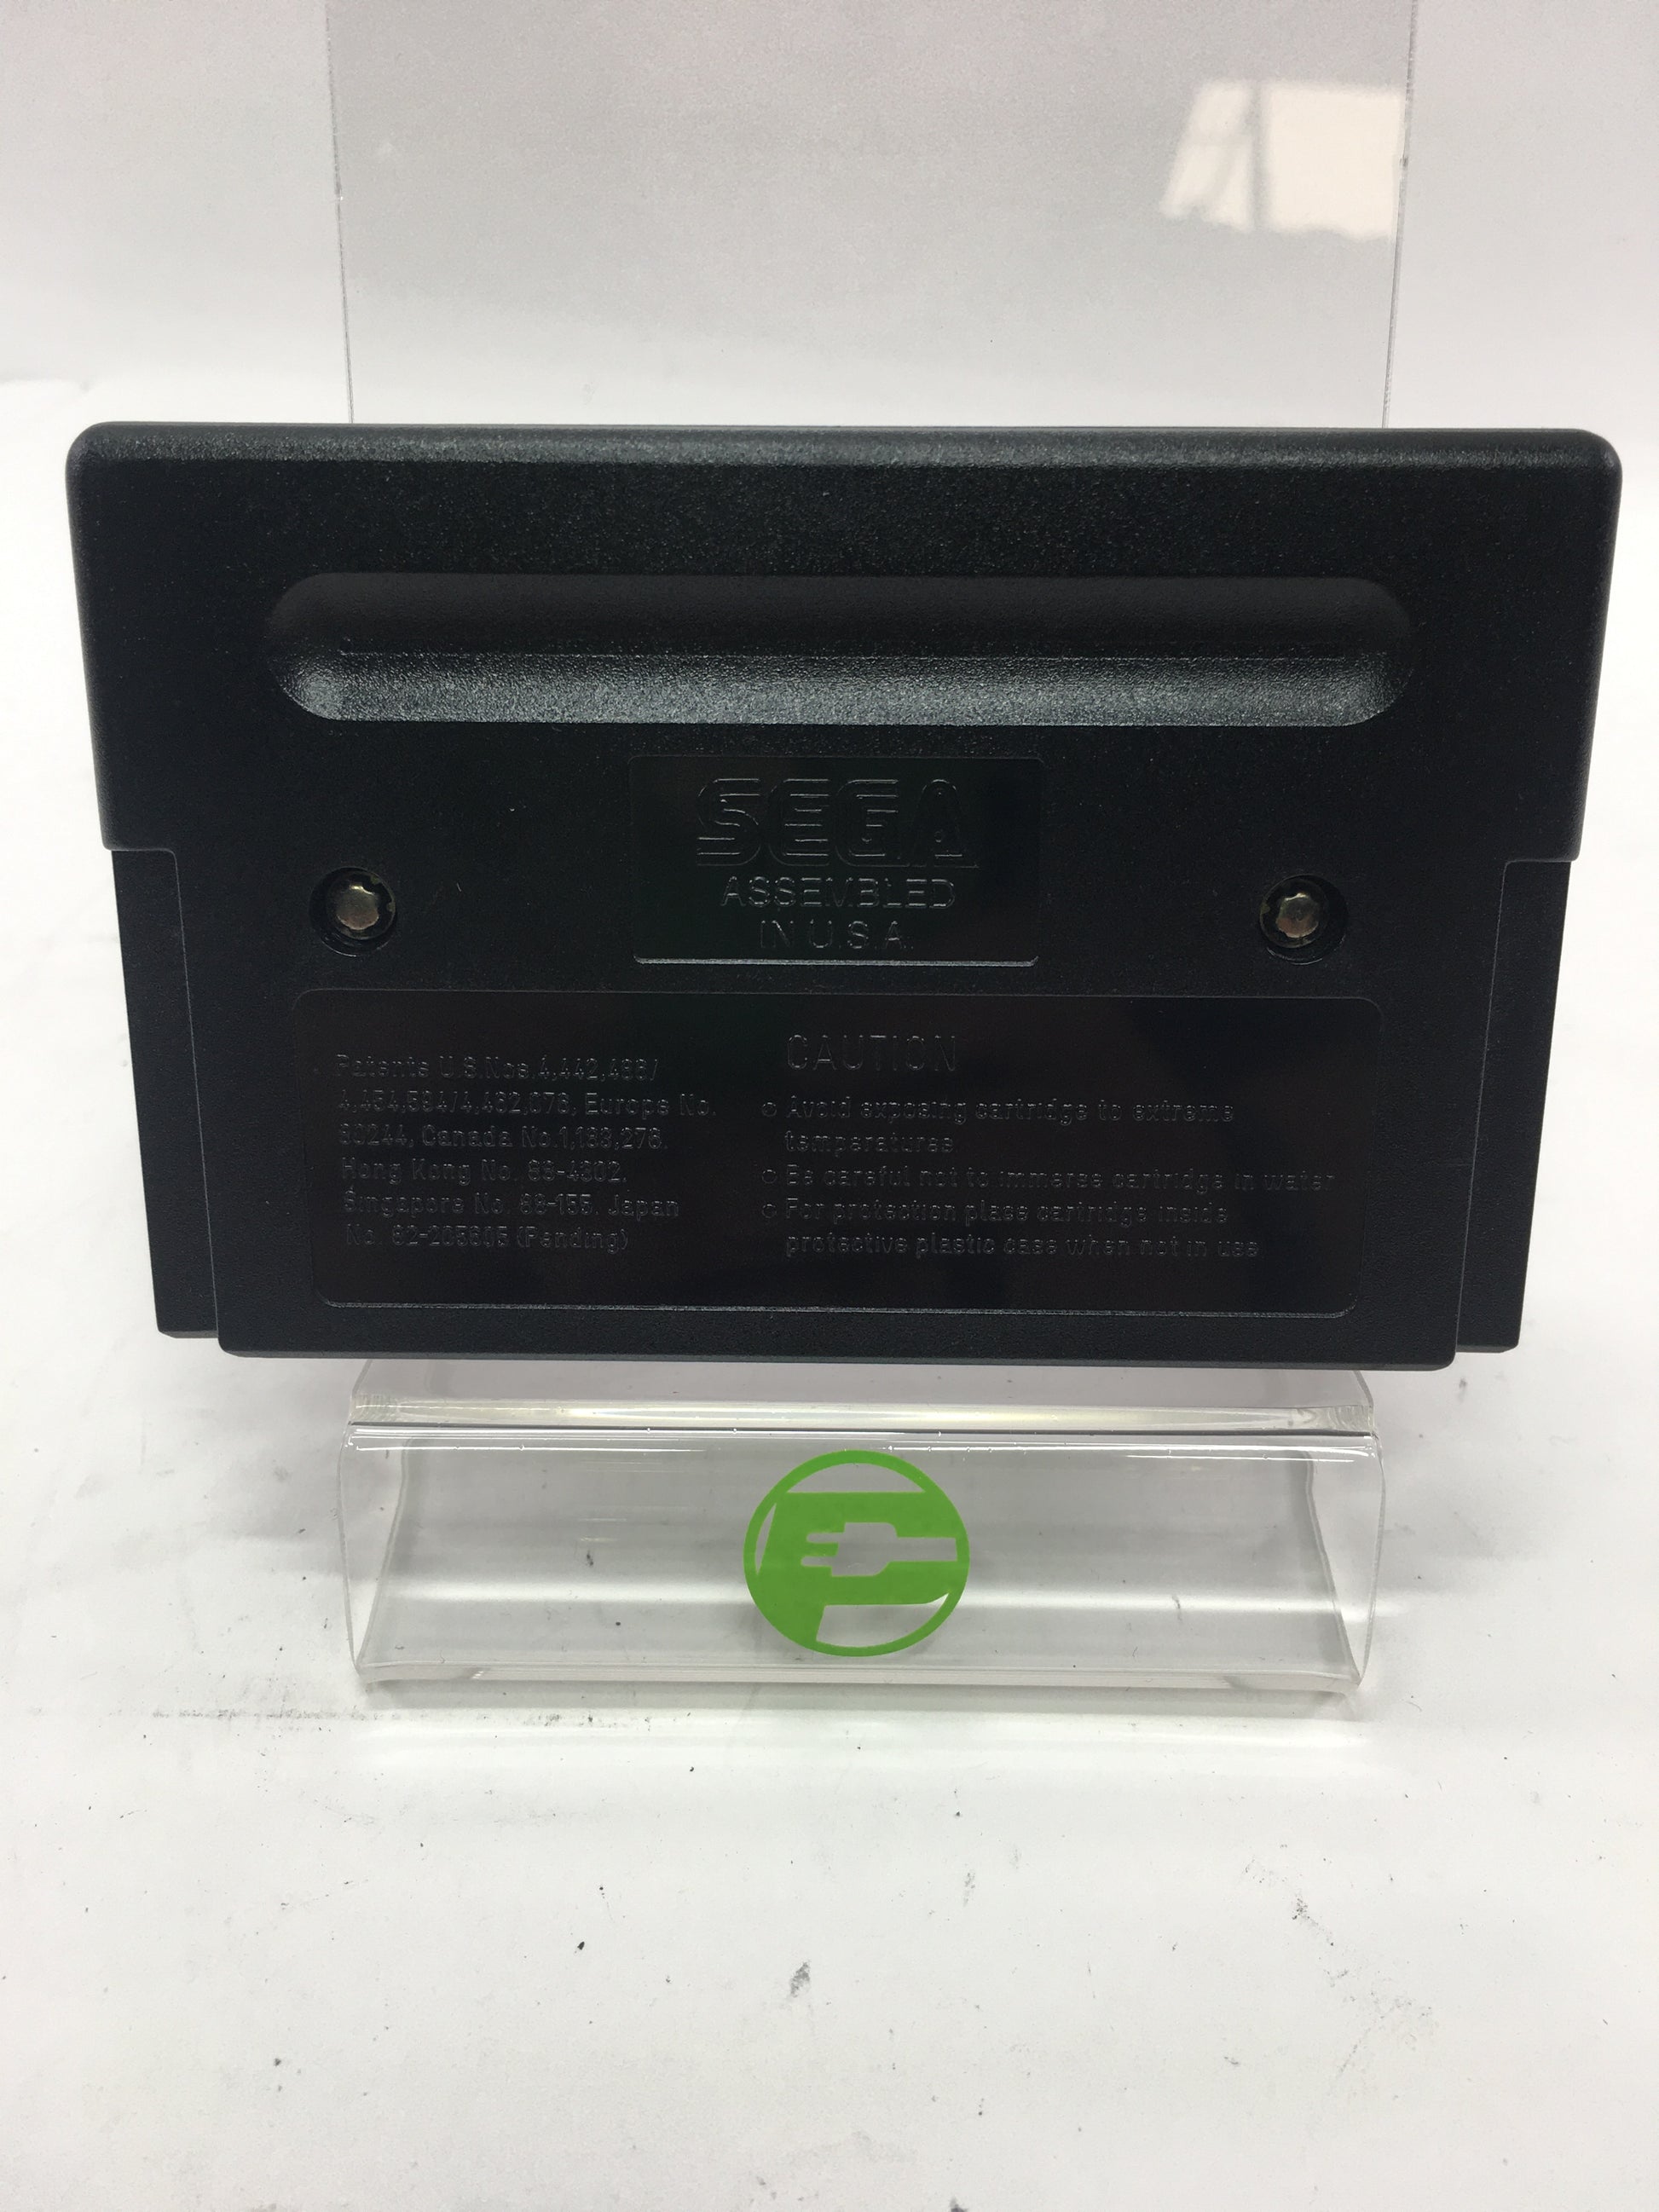 SEGA
ASSEMBLED
IN U.S.A.
Patents U.S.Nos.4,442,486/
4,454,594/4,462,076, Europe No.
80244, Canada No.1,183,276.
Hong Kong No. 88-4302.
Singapore No. 88-155. Japan
No. 82-205605 (Pending)
CAUTION
Avoid exposing cartridge to extreme
temperatures
Be careful not to immerse cartridge in water
For protection place cartridge inside
protective plastic case when not in use